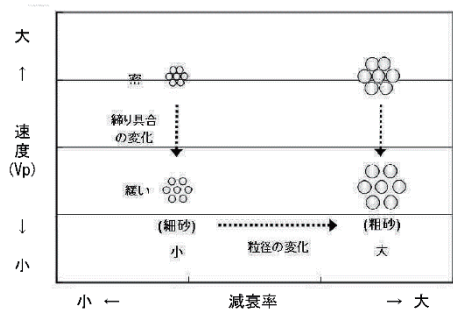 大
↑
速度
(Vp)
↓
小
密
締り具合
の変化
緩い
(細砂)
小
粒径の変化
(粗砂)
大
小 ←
減衰率
→ 大